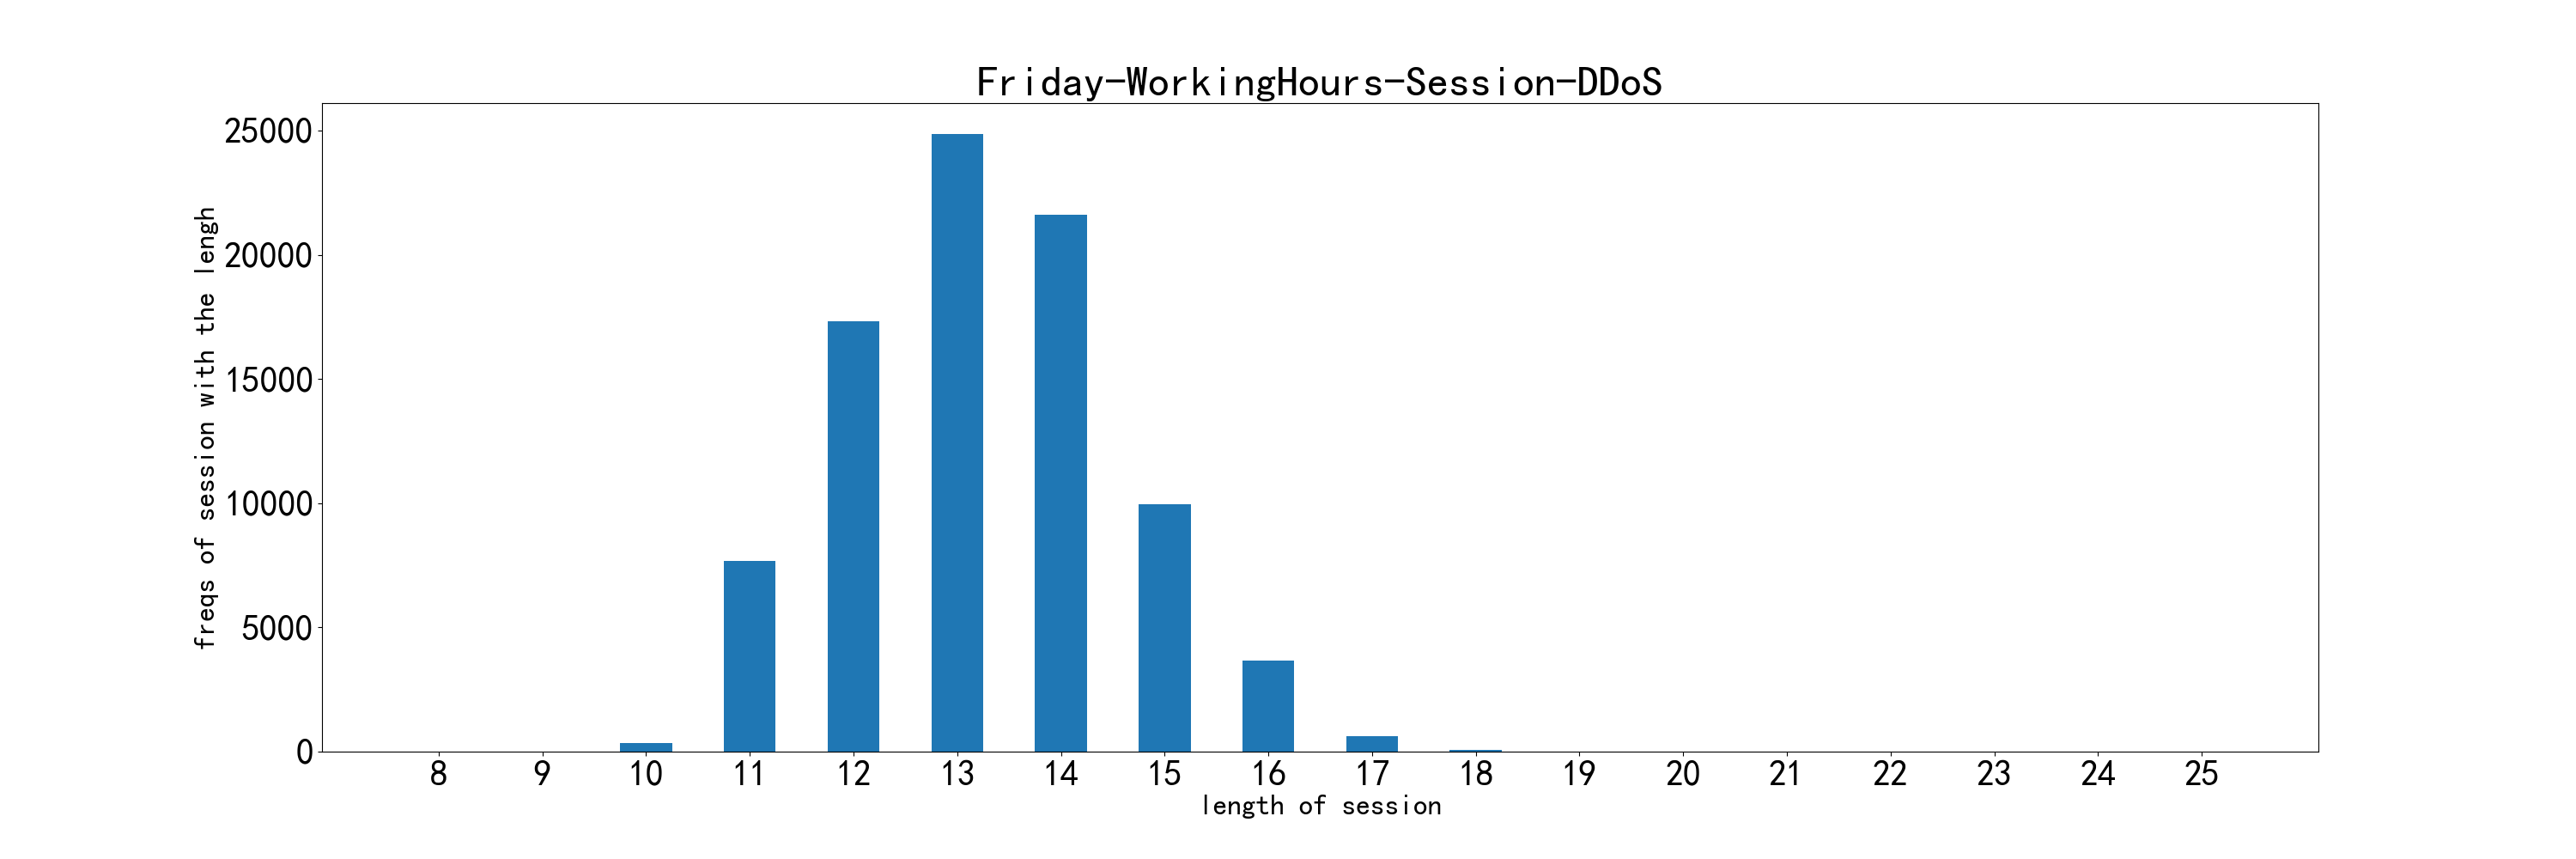 Friday-WorkingHours-Session-DDoS
freqs of session with the lengh
25000
20000
15000
10000
5000
0
8 9 10 11 12 13 14 15 16 17 18 19 20 21 22 23 24 25
length of session